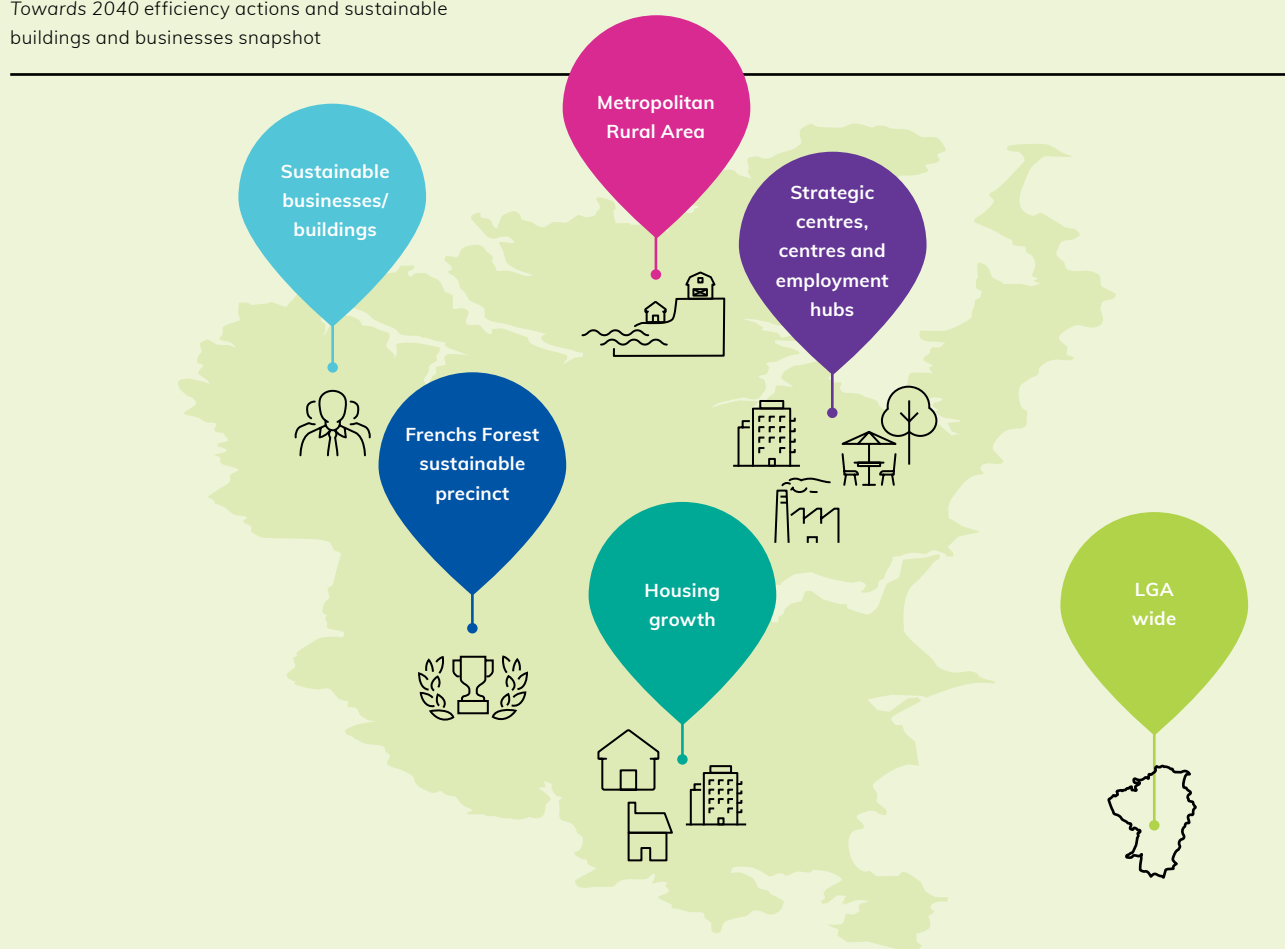 Towards 2040 efficiency actions and sustainable
buildings and businesses snapshot
Metropolitan
Rural Area
Sustainable
businesses/
buildings
Strategic
centres,
centres and
employment
hubs
Frenchs Forest
sustainable
precinct
Housing
growth
LGA
wide